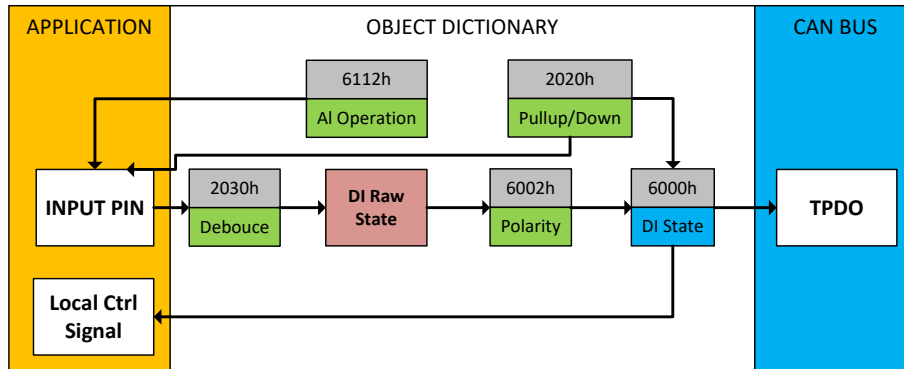 APPLICATION
OBJECT DICTIONARY
CAN BUS
6112h
AI Operation
2020h
Pullup/Down
INPUT PIN
2030h
Debouce
DI Raw
State
6002h
Polarity
6000h
DI State
TPDO
Local Ctrl
Signal